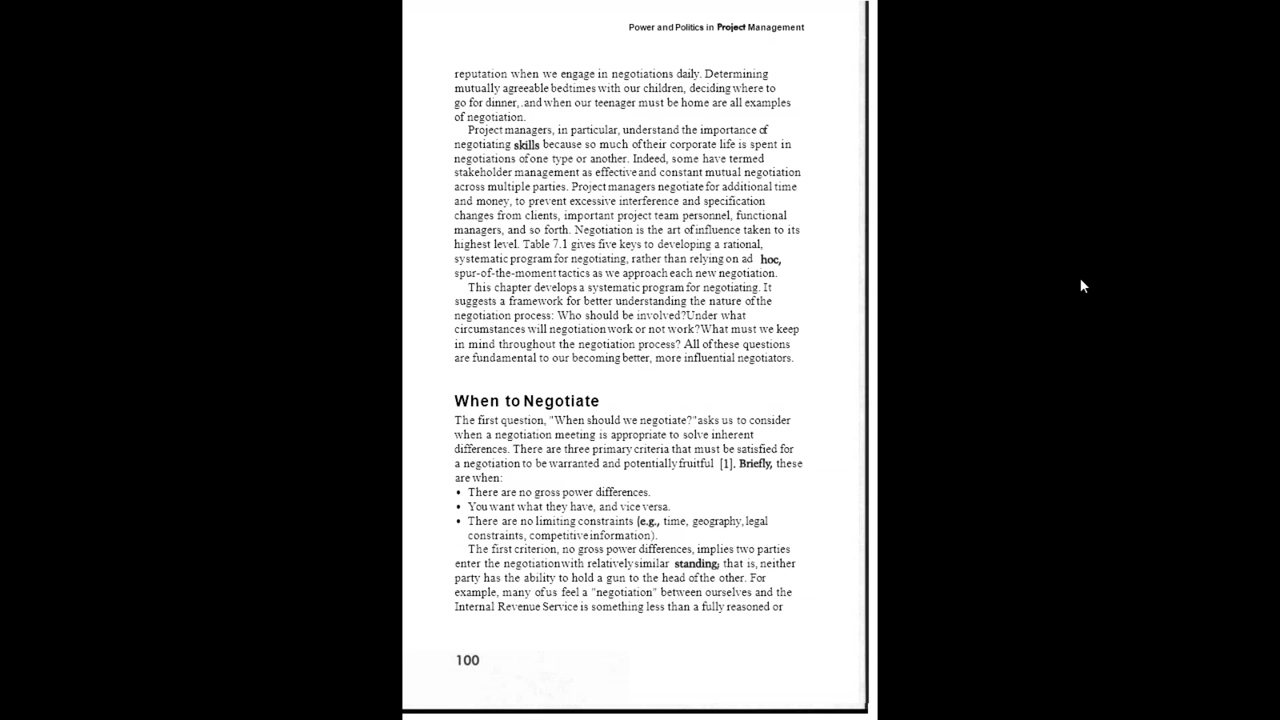 Power and Politics in Project Management
reputation when we engage in negotiations daily. Determining
mutually agreeable bedtimes with our children, deciding where to
go for dinner, .and when our teenager must be home are all examples
of negotiation.
Project managers, in particular, understand the importance of
negotiating skills because so much of their corporate life is spent in
negotiations of one type or another. Indeed, some have termed
stakeholder management as effective and constant mutual negotiation
across multiple parties. Project managers negotiate for additional time
and money, to prevent excessive interference and specification
changes from clients, important project team personnel, functional
managers, and so forth. Negotiation is the art of influence taken to its
highest level. Table 7.1 gives five keys to developing a rational,
systematic program for negotiating, rather than relying on ad hoc,
spur-of-the-moment tactics as we approach each new negotiation.
This chapter develops a systematic program for negotiating. It
suggests a framework for better understanding the nature of the
negotiation process: Who should be involved? Under what
circumstances will negotiation work or not work? What must we keep
in mind throughout the negotiation process? All of these questions
are fundamental to our becoming better, more influential negotiators.
When to Negotiate
The first question, "When should we negotiate?" asks us to consider
when a negotiation meeting is appropriate to solve inherent
differences. There are three primary criteria that must be satisfied for
a negotiation to be warranted and potentially fruitful [1]. Briefly, these
are when:
• There are no gross power differences.
• You want what they have, and vice versa.
• There are no limiting constraints (e.g., time, geography, legal
constraints, competitive information).
The first criterion, no gross power differences, implies two parties
enter the negotiation with relatively similar standing; that is, neither
party has the ability to hold a gun to the head of the other. For
example, many of us feel a "negotiation" between ourselves and the
Internal Revenue Service is something less than a fully reasoned or
100